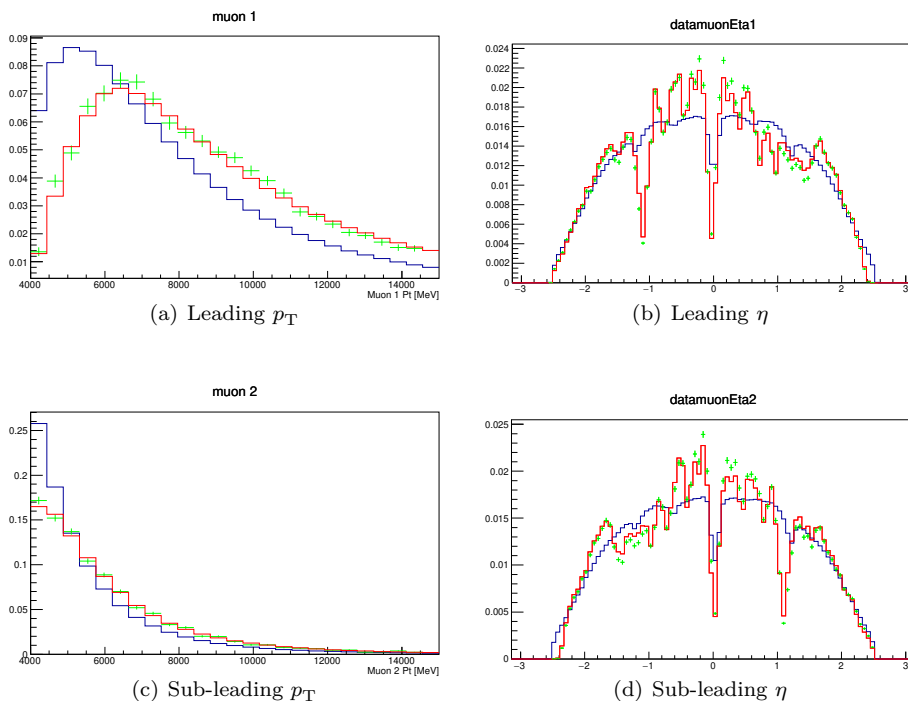 muon 1
0.09
0.08
0.07
0.06
0.05
0.04
0.03
0.02
0.01
4000 6000 8000 10000 12000 14000
Muon 1 Pt [MeV]
(a) Leading pT
datamuonEta1
0.024
0.022
0.02
0.018
0.016
0.014
0.012
0.01
0.008
0.006
0.004
0.002
0
−3 −2 −1 0 1 2 3
(b) Leading η
muon 2
0.25
0.2
0.15
0.1
0.05
0
4000 6000 8000 10000 12000 14000
Muon 2 Pt [MeV]
(c) Sub-leading pT
datamuonEta2
0.025
0.02
0.015
0.01
0.005
0
−3 −2 −1 0 1 2 3
(d) Sub-leading η